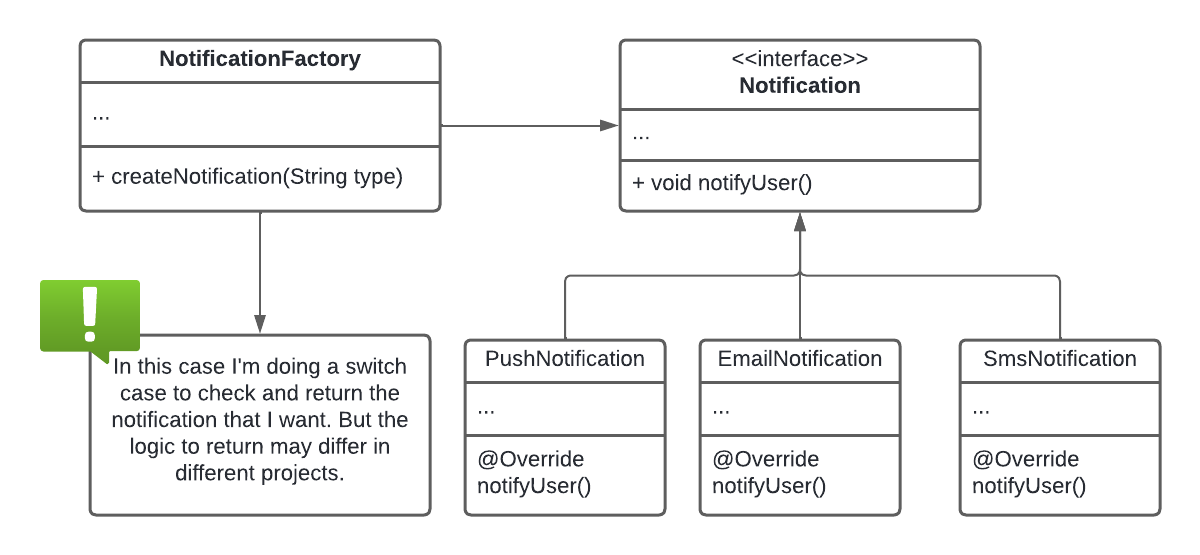 NotificationFactory
...
+ createNotification(String type)
<<interface>>
Notification
...
+ void notifyUser()
!
In this case I'm doing a switch
case to check and return the
notification that I want. But the
logic to return may differ in
different projects.
PushNotification
...
@Override
notifyUser()
EmailNotification
...
@Override
notifyUser()
SmsNotification
...
@Override
notifyUser()